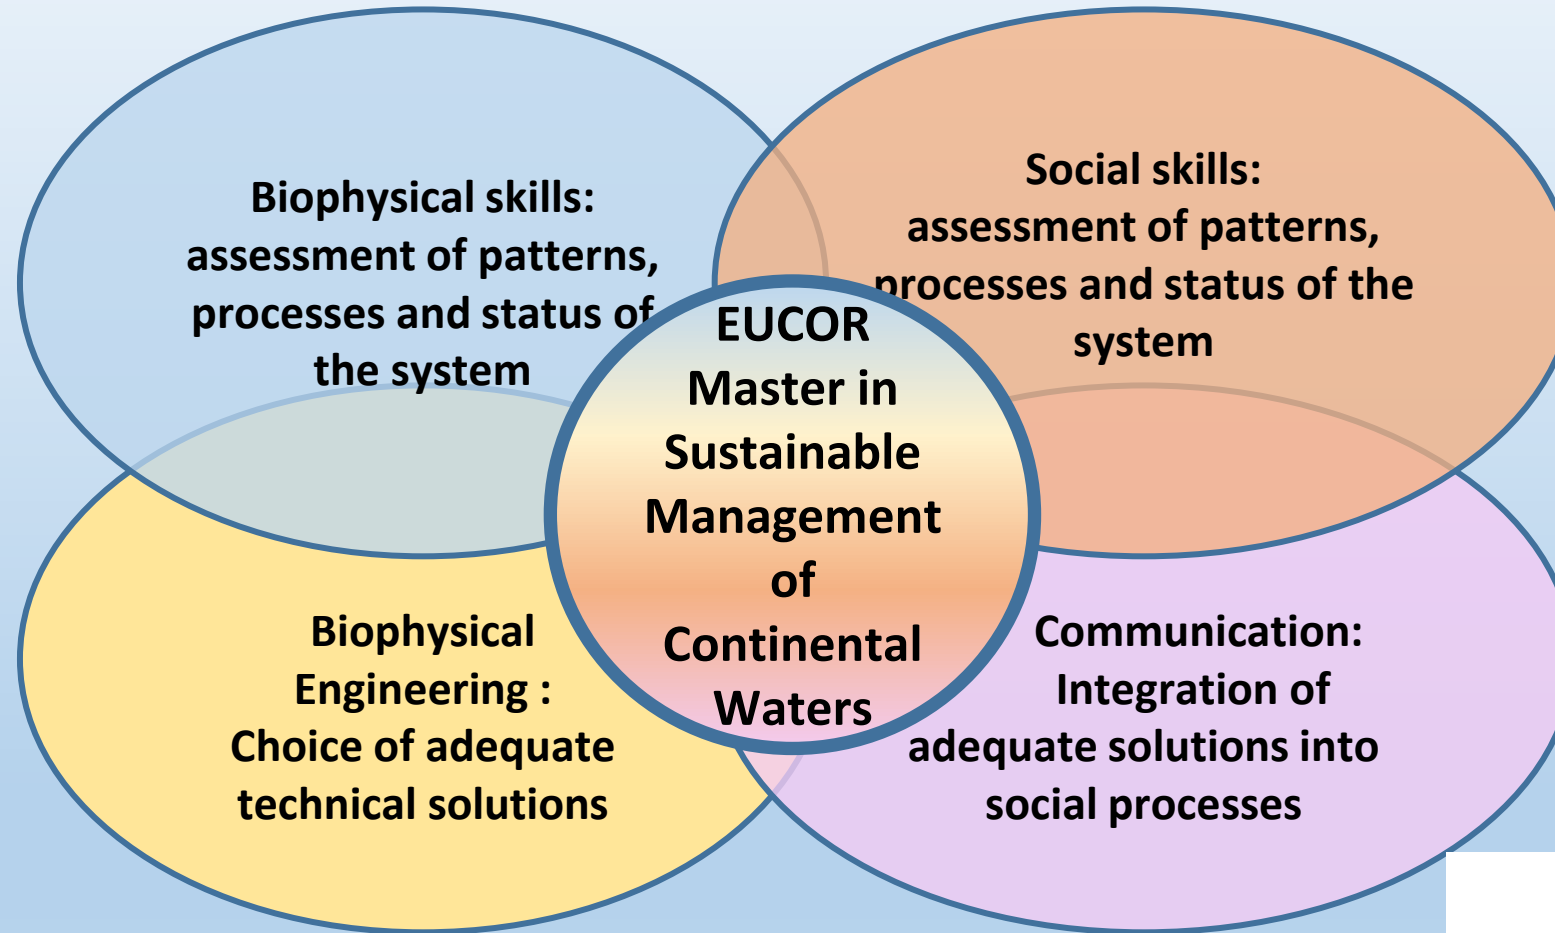 Biophysical skills:
assessment of patterns,
processes and status of
the system
Social skills:
assessment of patterns,
processes and status of the
system
EUCOR
Master in
Sustainable
Management
of
Continental
Waters
Biophysical
Engineering :
Choice of adequate
technical solutions
Communication:
Integration of
adequate solutions into
social processes